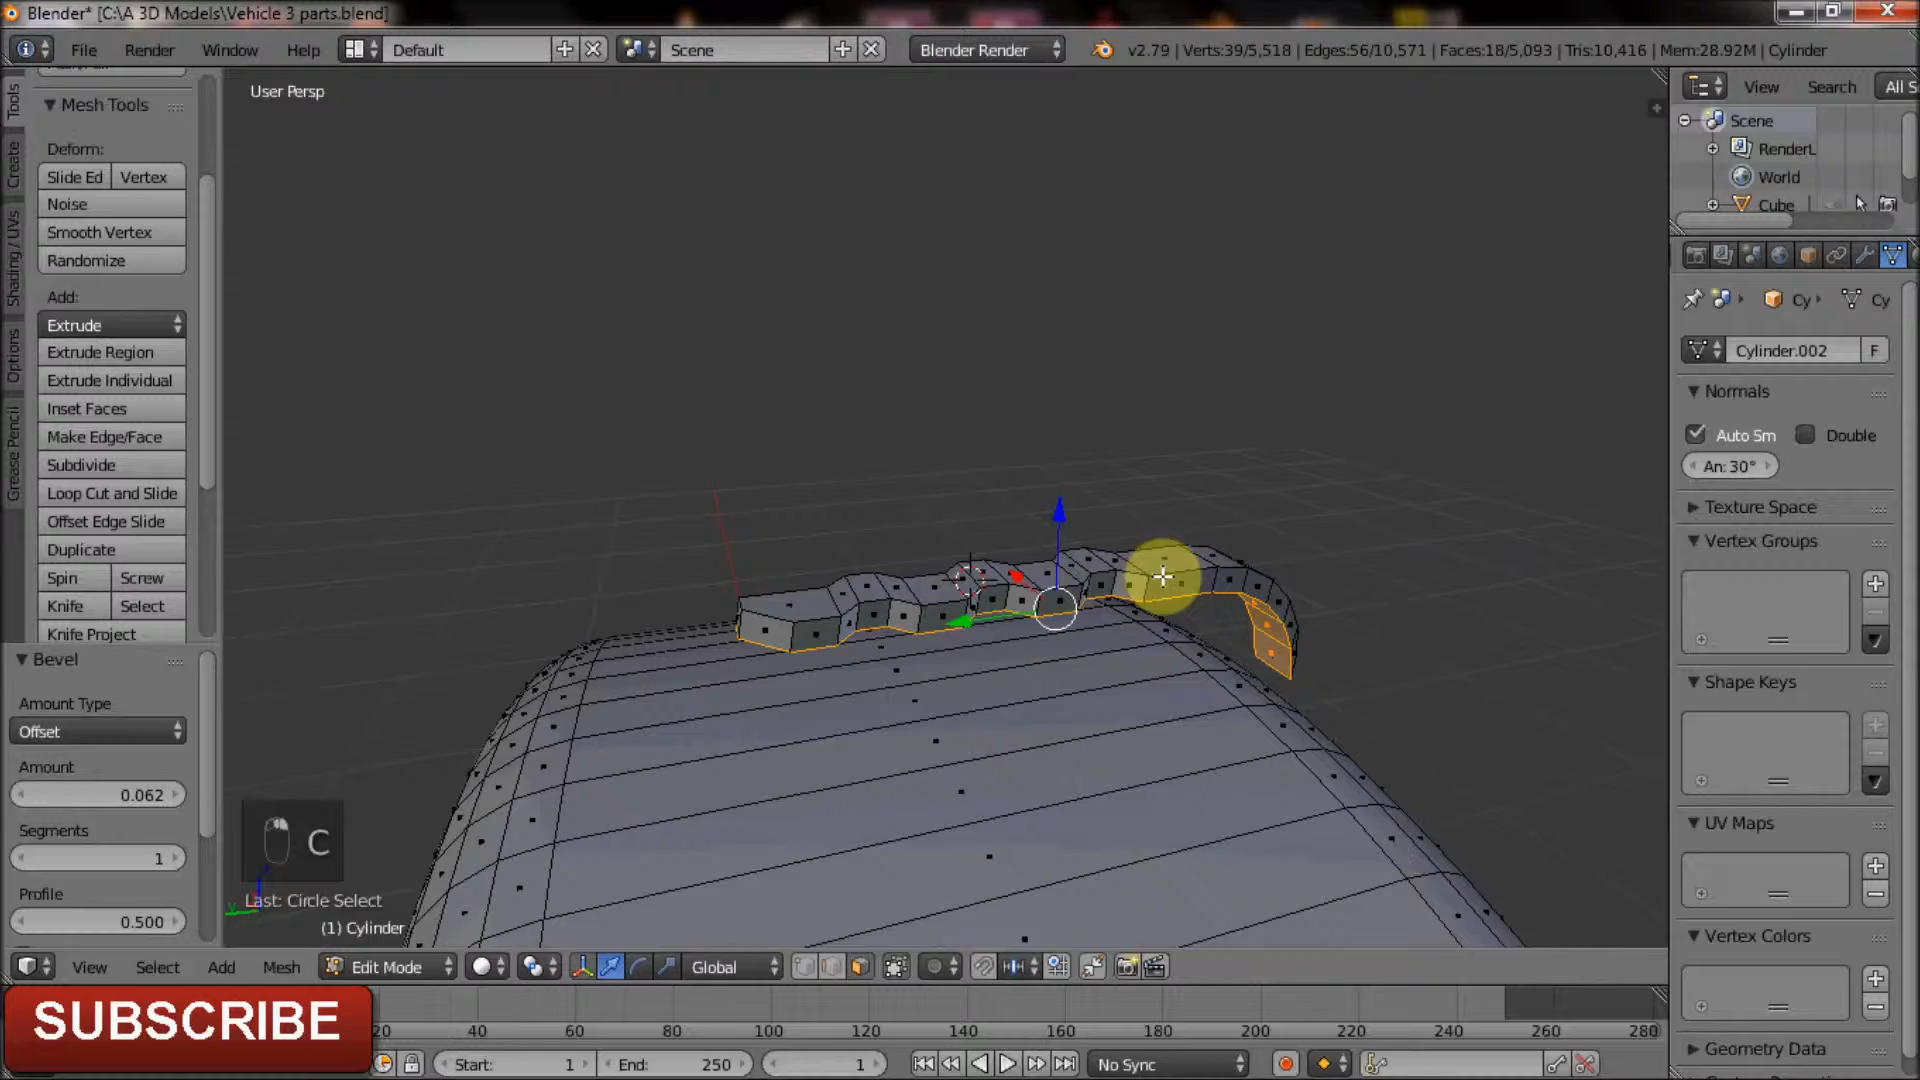 Blender* [C:\A 3D Models\Vehicle 3 parts.blend]
File Render Window Help Default Scene Blender Render v2.79 | Verts:39/5,518 | Edges:56/10,571 | Faces:18/5,093 | Tris:10,416 | Mem:28.92M | Cylinder
User Persp
Tools
Create
Shading / UVs
Options
Grease Pencil
Mesh Tools
Deform:
Slide Ed Vertex
Noise
Smooth Vertex
Randomize
Add:
Extrude
Extrude Region
Extrude Individual
Inset Faces
Make Edge/Face
Subdivide
Loop Cut and Slide
Offset Edge Slide
Duplicate
Spin Screw
Knife Select
Knife Project
Bevel
Amount Type
Offset
Amount
0.062
Segments
1
Profile
0.500
C
Last: Circle Select
(1) Cylinder
View Search All S
Scene
RenderL
World
Cube
Cy Cy
Cylinder.002 F
Normals
Auto Sm Double
An: 30°
Texture Space
Vertex Groups
Shape Keys
UV Maps
Vertex Colors
Geometry Data
View Select Add Mesh Edit Mode Global
SUBSCRIBE
20 40 60 80 100 120 140 160 180 200 220 240 260 280
Start: 1 End: 250 1 No Sync